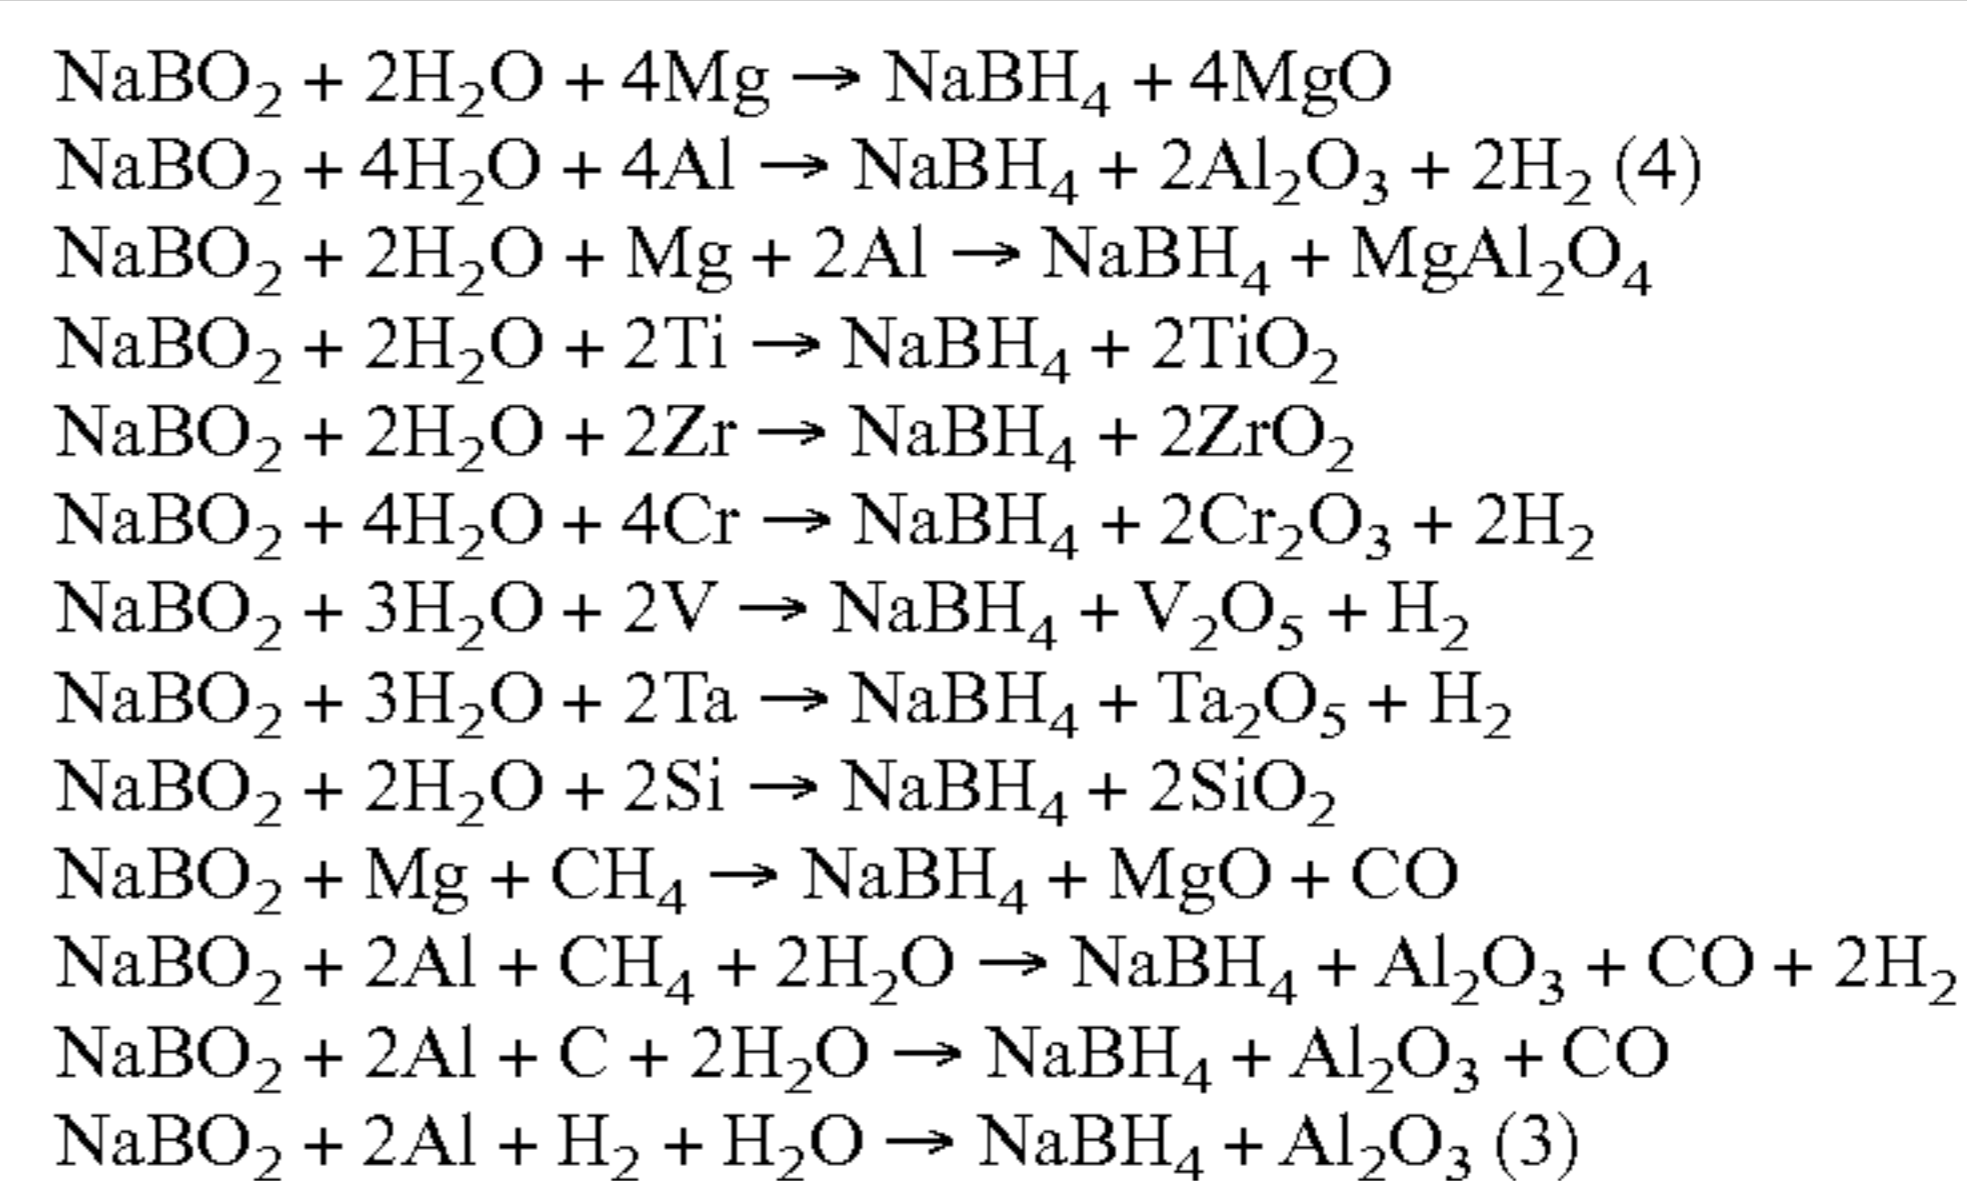 NaBO₂ + 2H₂O + 4Mg → NaBH₄ + 4MgO
NaBO₂ + 4H₂O + 4Al → NaBH₄ + 2Al₂O₃ + 2H₂ (4)
NaBO₂ + 2H₂O + Mg + 2Al → NaBH₄ + MgAl₂O₄
NaBO₂ + 2H₂O + 2Ti → NaBH₄ + 2TiO₂
NaBO₂ + 2H₂O + 2Zr → NaBH₄ + 2ZrO₂
NaBO₂ + 4H₂O + 4Cr → NaBH₄ + 2Cr₂O₃ + 2H₂
NaBO₂ + 3H₂O + 2V → NaBH₄ + V₂O₅ + H₂
NaBO₂ + 3H₂O + 2Ta → NaBH₄ + Ta₂O₅ + H₂
NaBO₂ + 2H₂O + 2Si → NaBH₄ + 2SiO₂
NaBO₂ + Mg + CH₄ → NaBH₄ + MgO + CO
NaBO₂ + 2Al + CH₄ + 2H₂O → NaBH₄ + Al₂O₃ + CO + 2H₂
NaBO₂ + 2Al + C + 2H₂O → NaBH₄ + Al₂O₃ + CO
NaBO₂ + 2Al + H₂ + H₂O → NaBH₄ + Al₂O₃ (3)